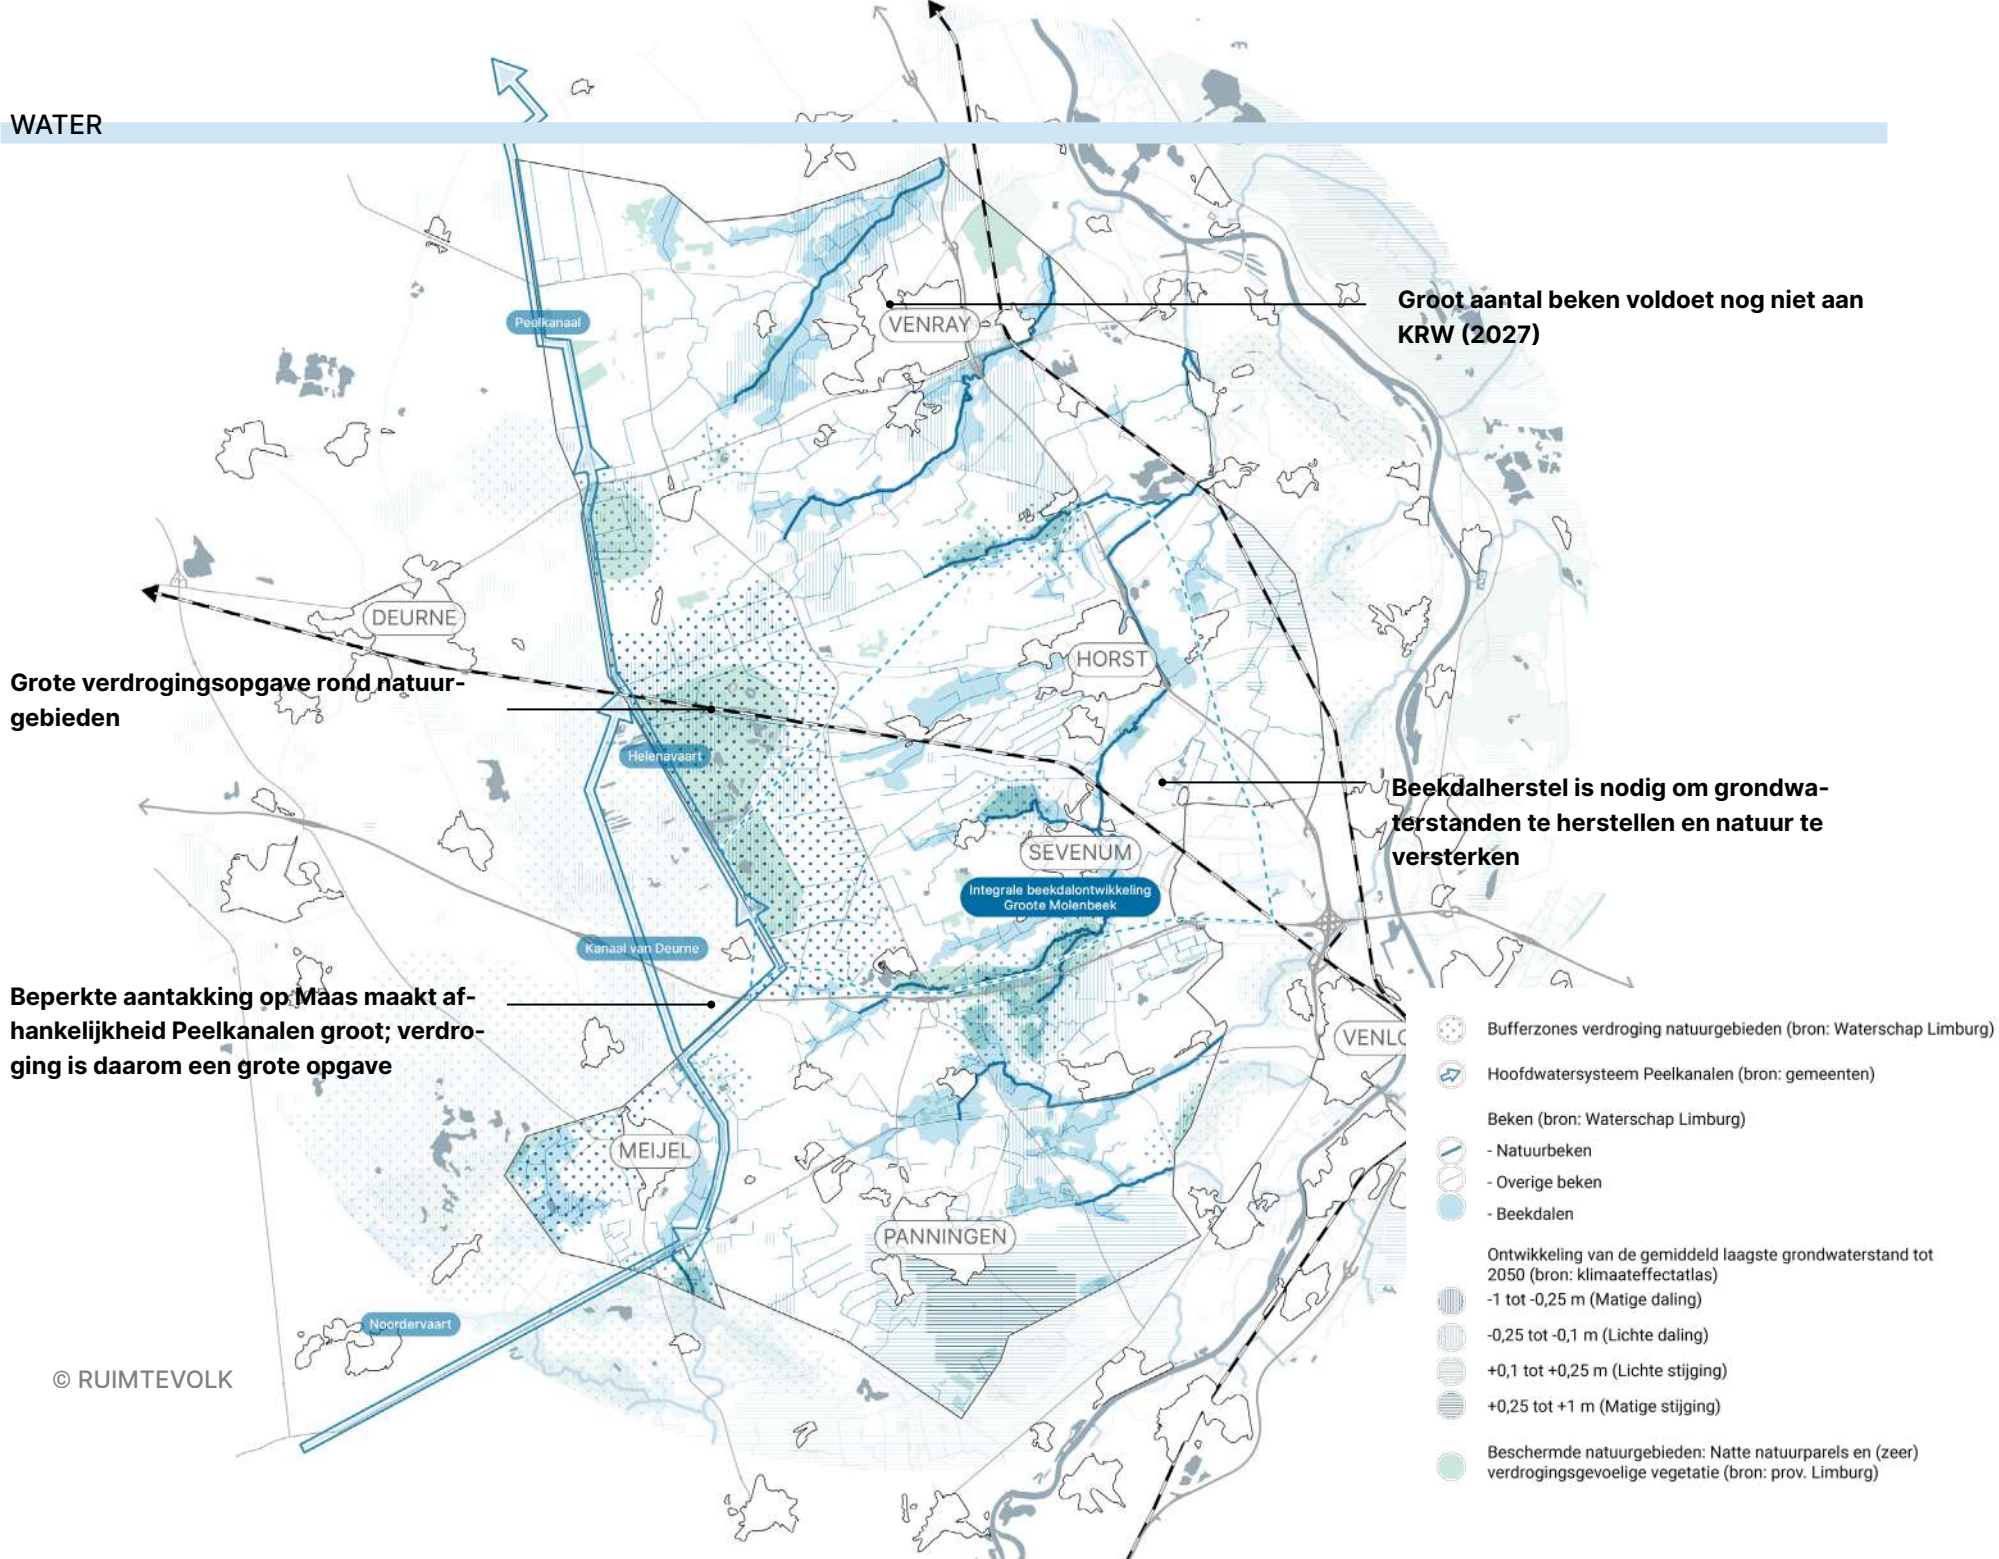 WATER
Peelkanaal
VENRAY
Groot aantal beken voldoet nog niet aan
KRW (2027)
DEURNE
HORST
Grote verdrogingsopgave rond natuur-
gebieden
Helenavaart
Beekdalherstel is nodig om grondwa-
terstanden te herstellen en natuur te
versterken
SEVENUM
Integrale beekdalontwikkeling
Groote Molenbeek
Kanaal van Deurne
Beperkte aantakking op Maas maakt af-
hankelijkheid Peelkanalen groot; verdro-
ging is daarom een grote opgave
VENLO
MEIJEL
PANNINGEN
Noordervaart
© RUIMTEVOLK
Bufferzones verdroging natuurgebieden (bron: Waterschap Limburg)
Hoofdwatersysteem Peelkanalen (bron: gemeenten)
Beken (bron: Waterschap Limburg)
- Natuurbeken
- Overige beken
- Beekdalen
Ontwikkeling van de gemiddeld laagste grondwaterstand tot
2050 (bron: klimaateffectatlas)
-1 tot -0,25 m (Matige daling)
-0,25 tot -0,1 m (Lichte daling)
+0,1 tot +0,25 m (Lichte stijging)
+0,25 tot +1 m (Matige stijging)
Beschermde natuurgebieden: Natte natuurparels en (zeer)
verdrogingsgevoelige vegetatie (bron: prov. Limburg)